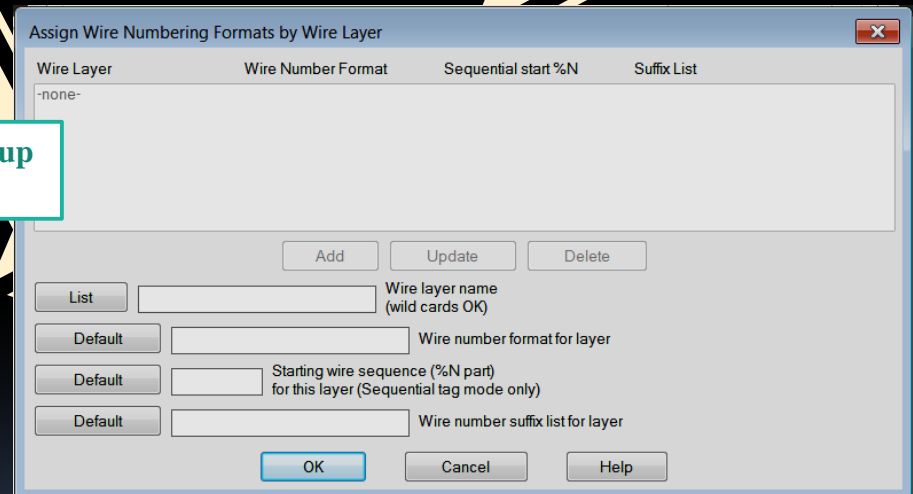 Assign Wire Numbering Formats by Wire Layer
Wire Layer Wire Number Format Sequential start %N Suffix List
-none-
up
Add Update Delete
List Wire layer name
(wild cards OK)
Default Wire number format for layer
Default Starting wire sequence (%N part)
for this layer (Sequential tag mode only)
Default Wire number suffix list for layer
OK Cancel Help